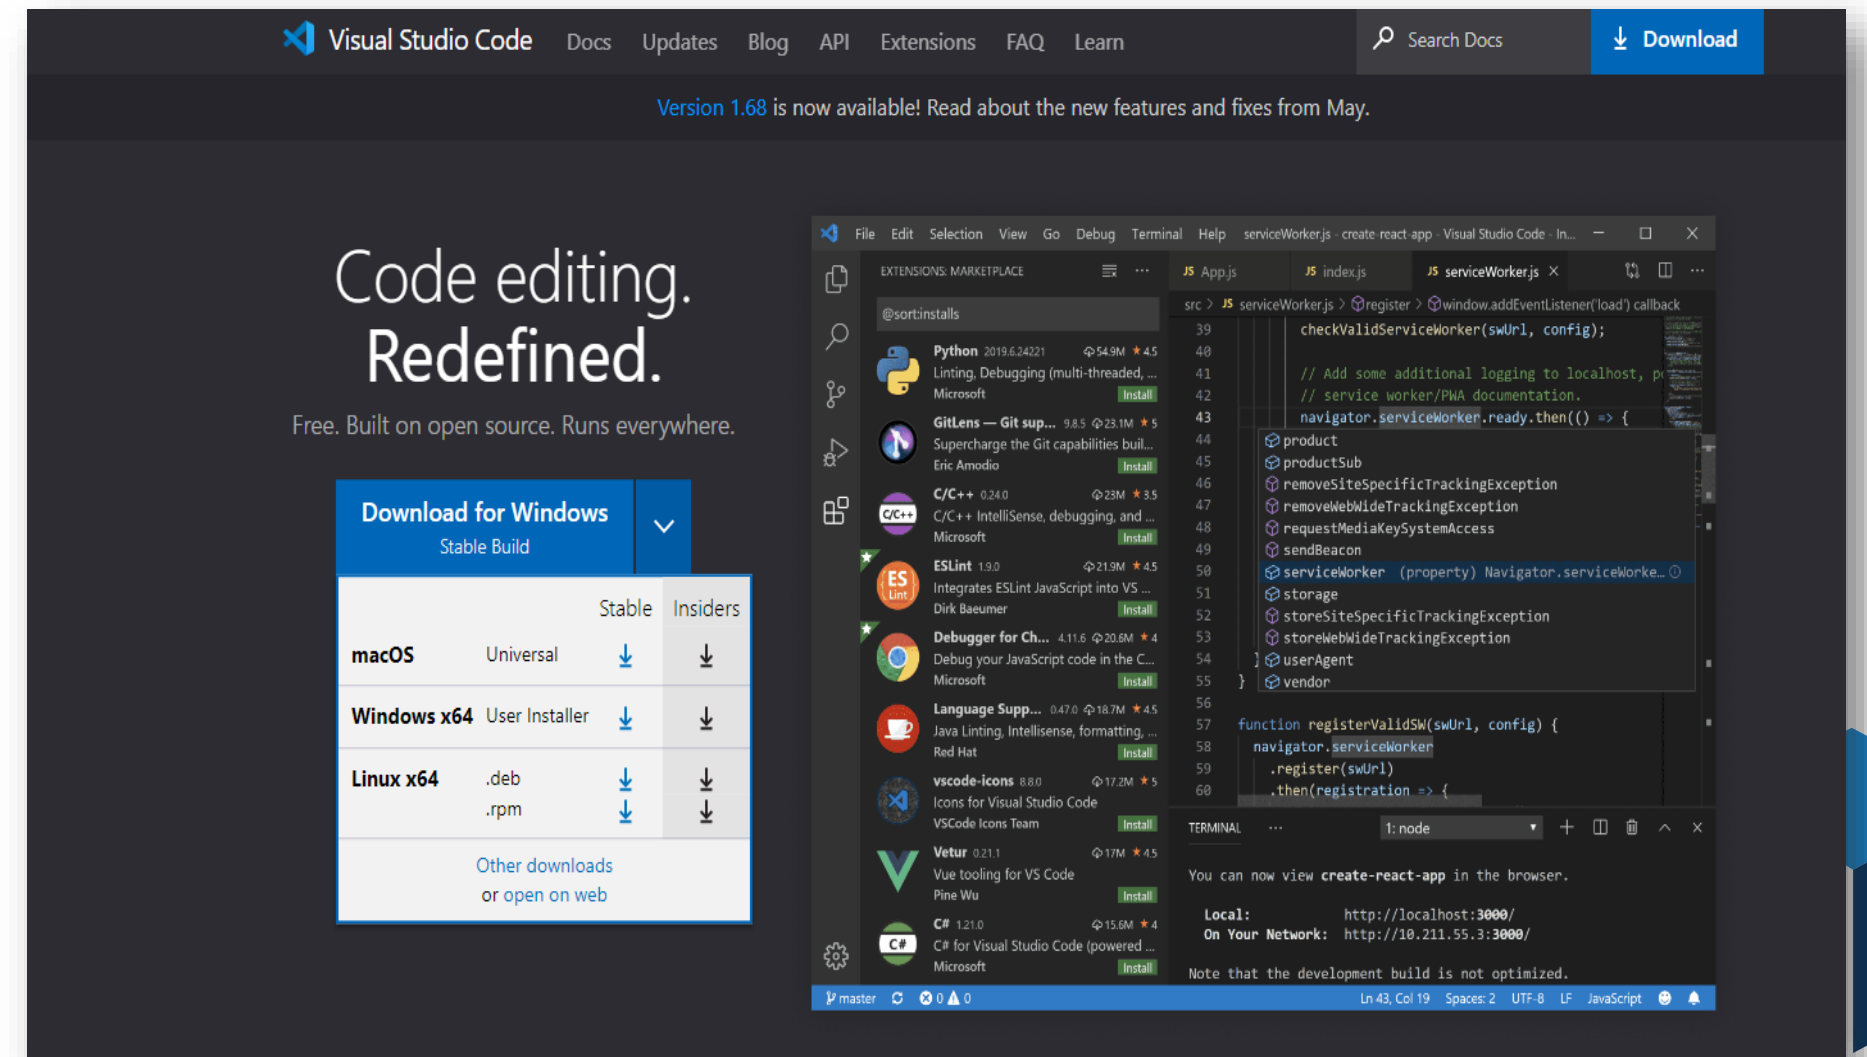 Visual Studio Code Docs Updates Blog API Extensions FAQ Learn Search Docs Download
Version 1.68 is now available! Read about the new features and fixes from May.
Code editing.
Redefined.
Free. Built on open source. Runs everywhere.
Download for Windows
Stable Build
Stable Insiders
macOS Universal
Windows x64 User Installer
Linux x64 .deb
.rpm
Other downloads
or open on web
File Edit Selection View Go Debug Terminal Help serviceWorker.js - create-react-app - Visual Studio Code - In...
EXTENSIONS: MARKETPLACE
@sort:installs
Python 2019.6.24221 54.9M ★ 4.5
Linting, Debugging (multi-threaded, ...
Microsoft Install
GitLens — Git sup... 9.8.5 23.1M ★ 5
Supercharge the Git capabilities buil...
Eric Amodio Install
C/C++
C/C++ 0.24.0 23M ★ 3.5
C/C++ IntelliSense, debugging, and ...
Microsoft Install
ES
Lint
ESLint 1.9.0 21.9M ★ 4.5
Integrates ESLint JavaScript into VS ...
Dirk Baeumer Install
Debugger for Ch... 4.11.6 20.6M ★ 4
Debug your JavaScript code in the C...
Microsoft Install
Language Supp... 0.47.0 18.7M ★ 4.5
Java Linting, Intellisense, formatting, ...
Red Hat Install
vscode-icons 8.8.0 17.2M ★ 5
Icons for Visual Studio Code
VSCode Icons Team Install
Vetur 0.21.1 17M ★ 4.5
Vue tooling for VS Code
Pine Wu Install
C#
C# 1.21.0 15.6M ★ 4
C# for Visual Studio Code (powered ...
Microsoft Install
JS App.js JS index.js JS serviceWorker.js
src > JS serviceWorker.js > register > window.addEventListener('load') callback
39 checkValidServiceWorker(swUrl, config);
40
41 // Add some additional logging to localhost,
42 // service worker/PWA documentation.
43 navigator.serviceWorker.ready.then(() => {
44 product
45 productSub
46 removeSiteSpecificTrackingException
47 removeWebWideTrackingException
48 requestMediaKeySystemAccess
49 sendBeacon
50 serviceWorker (property) Navigator.serviceWorke...
51 storage
52 storeSiteSpecificTrackingException
53 storeWebWideTrackingException
54 } userAgent
55 } vendor
56
57 function registerValidSW(swUrl, config) {
58 navigator.serviceWorker
59 .register(swUrl)
60 .then(registration => {
TERMINAL ... 1: node
You can now view create-react-app in the browser.
Local: http://localhost:3000/
On Your Network: http://10.211.55.3:3000/
Note that the development build is not optimized.
master 0 0 Ln 43, Col 19 Spaces: 2 UTF-8 LF JavaScript